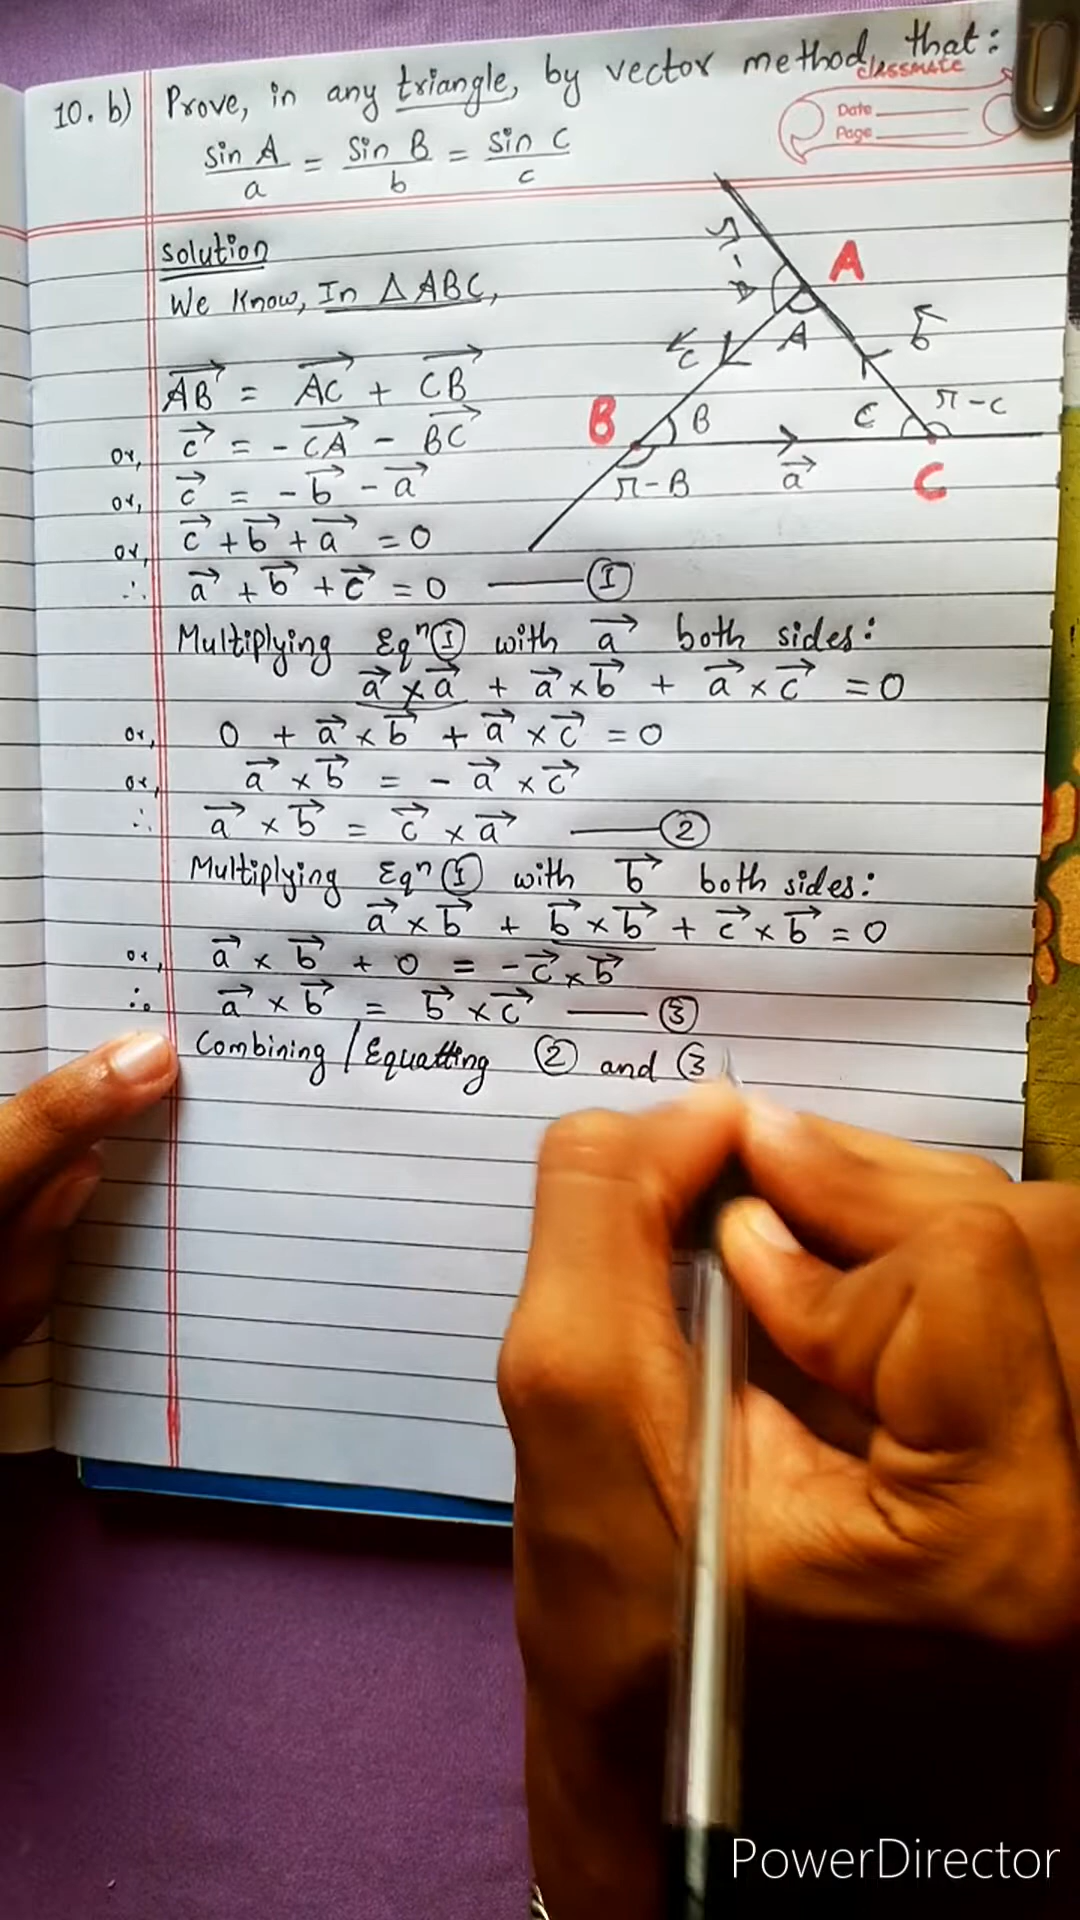 10. b) Prove, in any triangle, by vector method, that:
classmate
Date
Page
sin A/a = sin B/b = sin C/c
Solution
We Know, In △ABC,
AB⃗ = AC⃗ + CB⃗
or, c⃗ = -CA⃗ - BC⃗
or, c⃗ = -b⃗ - a⃗
or, c⃗ + b⃗ + a⃗ = 0
∴ a⃗ + b⃗ + c⃗ = 0 —— ①
π-A
A
A
b⃗
c⃗
B
B
C
π-C
π-B
a⃗
C
Multiplying Eqⁿ ① with a⃗ both sides:
a⃗ × a⃗ + a⃗ × b⃗ + a⃗ × c⃗ = 0
or, 0 + a⃗ × b⃗ + a⃗ × c⃗ = 0
or, a⃗ × b⃗ = - a⃗ × c⃗
∴ a⃗ × b⃗ = c⃗ × a⃗ —— ②
Multiplying Eqⁿ ① with b⃗ both sides:
a⃗ × b⃗ + b⃗ × b⃗ + c⃗ × b⃗ = 0
or, a⃗ × b⃗ + 0 = -c⃗ × b⃗
∴ a⃗ × b⃗ = b⃗ × c⃗ —— ③
Combining / Equatting ② and ③
PowerDirector